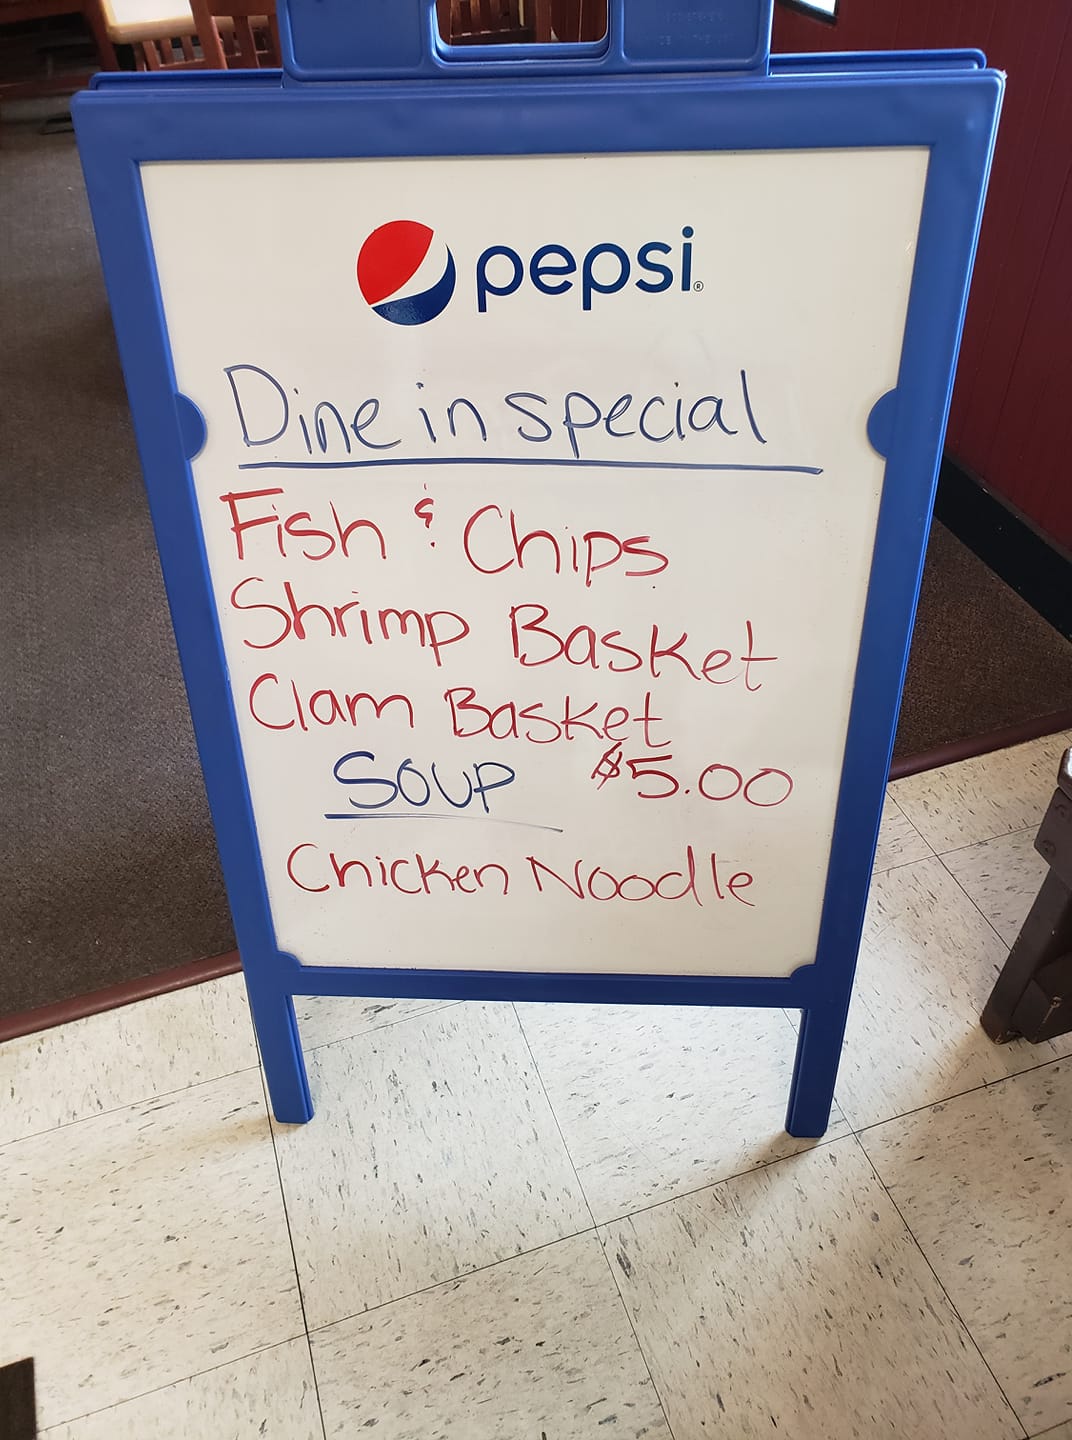 pepsi®
Dine in special
Fish & Chips
Shrimp Basket
Clam Basket
SOUP $5.00
Chicken Noodle